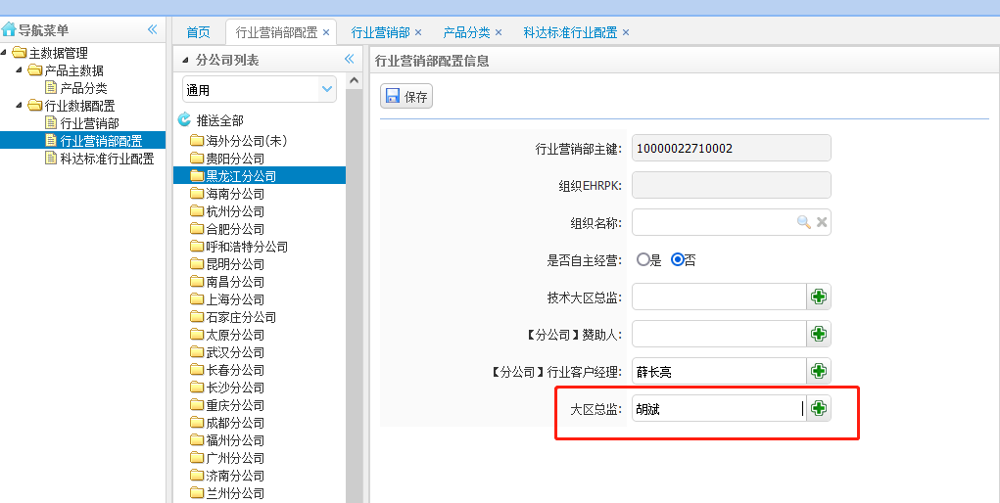 导航菜单
主数据管理
产品主数据
产品分类
行业数据配置
行业营销部
行业营销部配置
科达标准行业配置
首页 行业营销部配置 × 行业营销部 × 产品分类 × 科达标准行业配置 ×
分公司列表
通用
推送全部
海外分公司(未)
贵阳分公司
黑龙江分公司
海南分公司
杭州分公司
合肥分公司
呼和浩特分公司
昆明分公司
南昌分公司
上海分公司
石家庄分公司
太原分公司
武汉分公司
长春分公司
长沙分公司
重庆分公司
成都分公司
福州分公司
广州分公司
济南分公司
兰州分公司
行业营销部配置信息
保存
行业营销部主键: 10000022710002
组织EHRPK:
组织名称:
是否自主经营: 是 否
技术大区总监:
【分公司】赞助人:
【分公司】行业客户经理: 薛长亮
大区总监: 胡斌